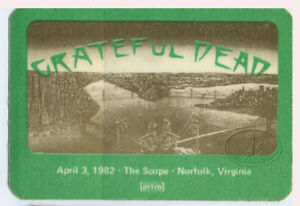 GRATEFUL DEAD
April 3, 1982 · The Scope · Norfolk, Virginia